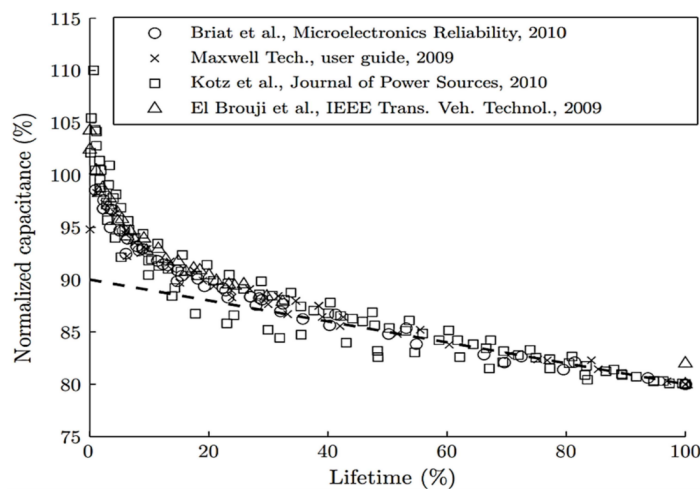 115
110
105
100
95
90
85
80
75
Normalized capacitance (%)
Briat et al., Microelectronics Reliability, 2010
Maxwell Tech., user guide, 2009
Kotz et al., Journal of Power Sources, 2010
El Brouji et al., IEEE Trans. Veh. Technol., 2009
0 20 40 60 80 100
Lifetime (%)